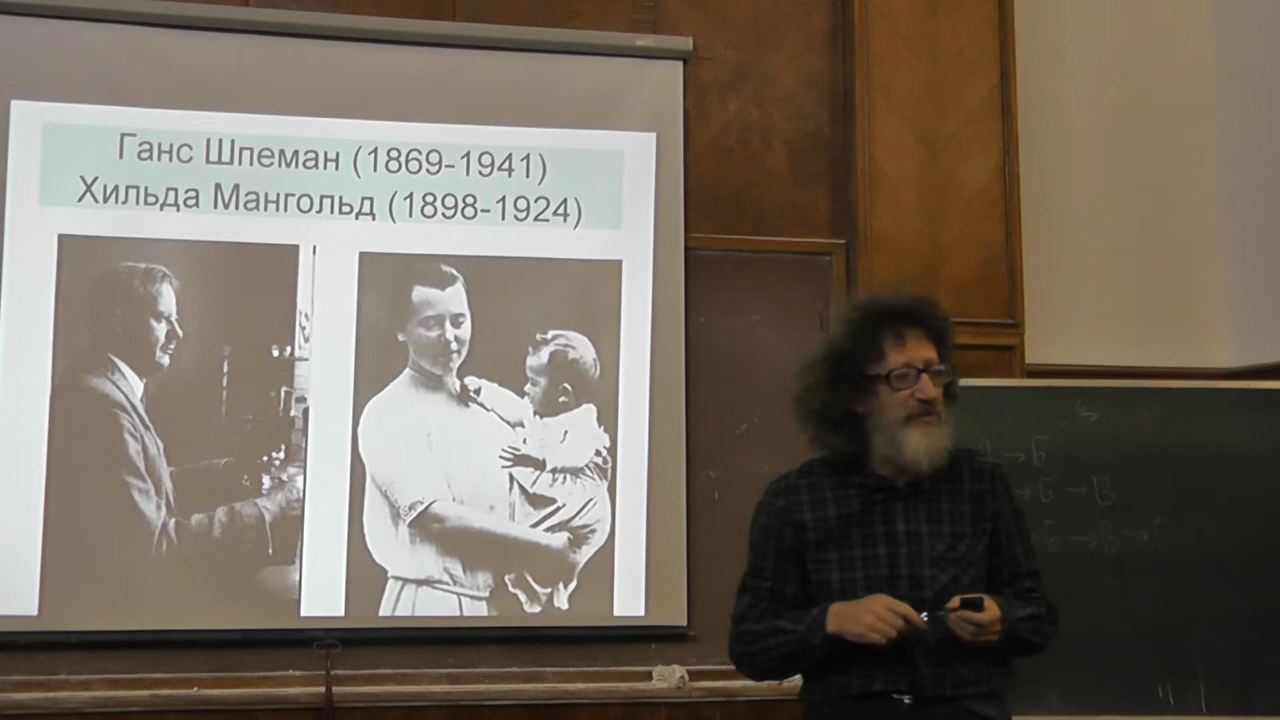 Ганс Шпеман (1869-1941)
Хильда Мангольд (1898-1924)
→Б
→Б→В
Б→В→Г